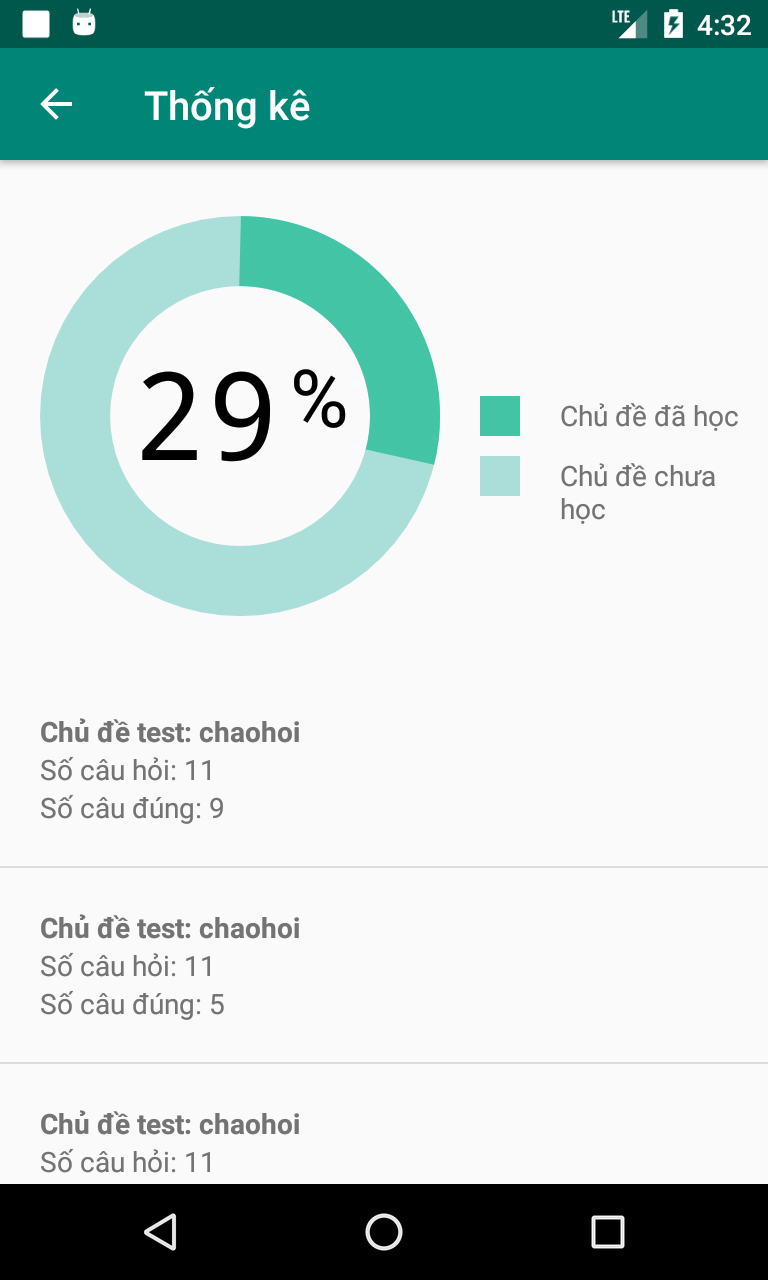 LTE 4:32
Thống kê
29 %
Chủ đề đã học
Chủ đề chưa
học
Chủ đề test: chaohoi
Số câu hỏi: 11
Số câu đúng: 9
Chủ đề test: chaohoi
Số câu hỏi: 11
Số câu đúng: 5
Chủ đề test: chaohoi
Số câu hỏi: 11